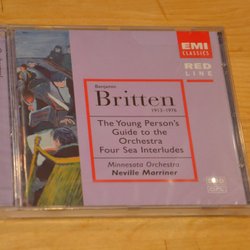 EMI
CLASSICS
RED
LINE
Benjamin
Britten
1913-1976
The Young Person's
Guide to the
Orchestra
Four Sea Interludes
Minnesota Orchestra
Neville Marriner